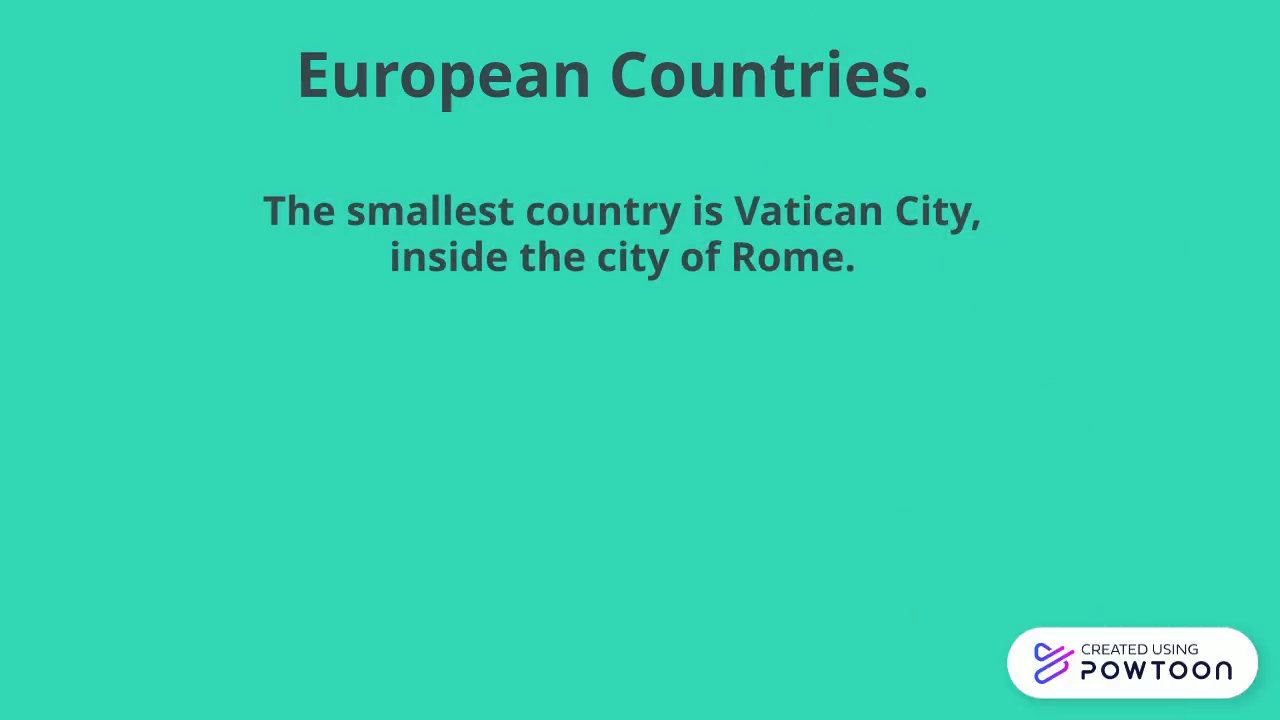 European Countries.
The smallest country is Vatican City,
inside the city of Rome.
CREATED USING
POWTOON